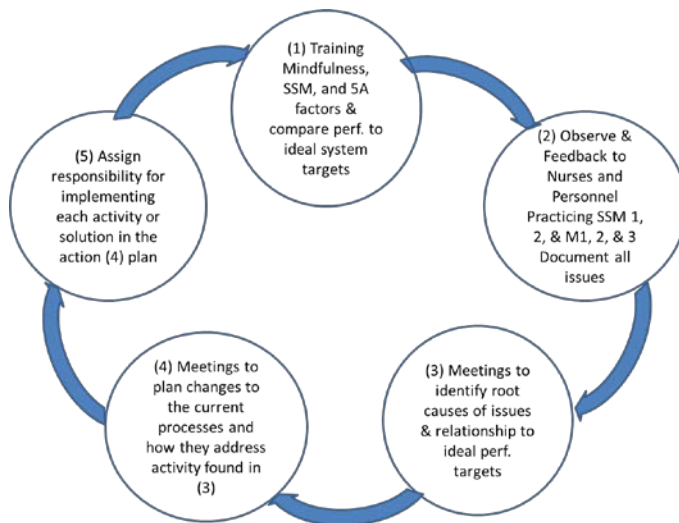 (1) Training
Mindfulness,
SSM, and 5A
factors &
compare perf. to
ideal system
targets
(2) Observe &
Feedback to
Nurses and
Personnel
Practicing SSM 1,
2, & M1, 2, & 3
Document all
issues
(3) Meetings to
identify root
causes of issues
& relationship to
ideal perf.
targets
(4) Meetings to
plan changes to
the current
processes and
how they address
activity found in
(3)
(5) Assign
responsibility for
implementing
each activity or
solution in the
action (4) plan